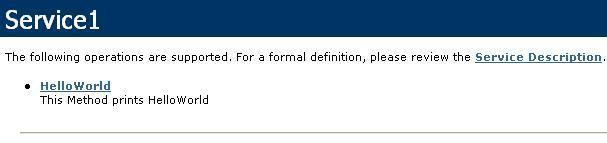 Service1
The following operations are supported. For a formal definition, please review the Service Description.
HelloWorld
This Method prints HelloWorld